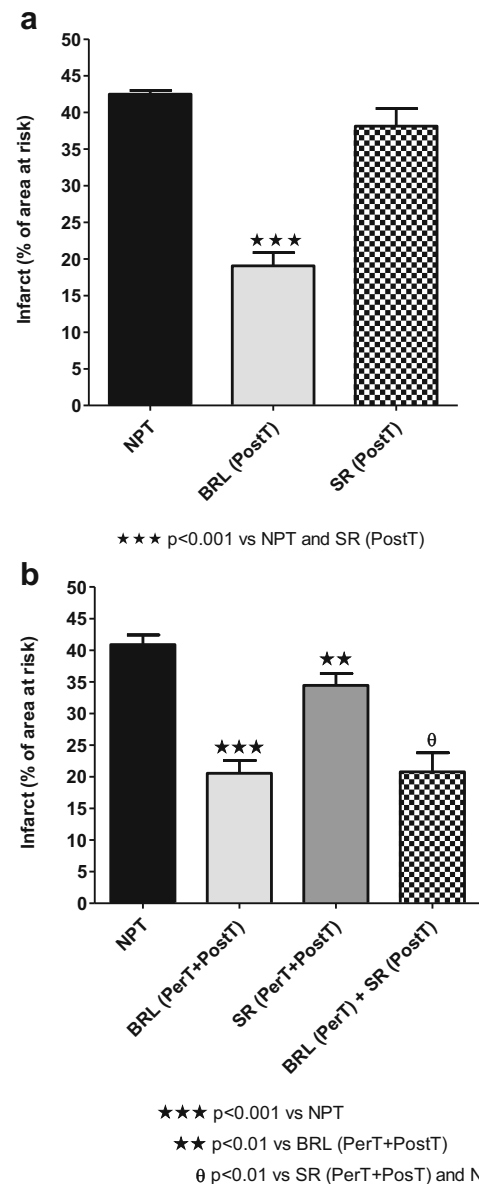 a
50
45
40
35
30
25
20
15
10
5
0
Infarct (% of area at risk)
★★★
NPT
BRL (PostT)
SR (PostT)
★★★ p<0.001 vs NPT and SR (PostT)
b
50
45
40
35
30
25
20
15
10
5
0
Infarct (% of area at risk)
★★★
★★
θ
NPT
BRL (PerT+PostT)
SR (PerT+PostT)
BRL (PerT) + SR (PostT)
★★★ p<0.001 vs NPT
★★ p<0.01 vs BRL (PerT+PostT)
θ p<0.01 vs SR (PerT+PosT) and N